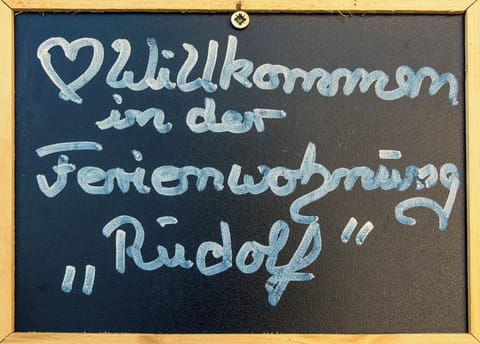 ♡ Willkommen
in der
Ferienwohnung
„Rudolf"